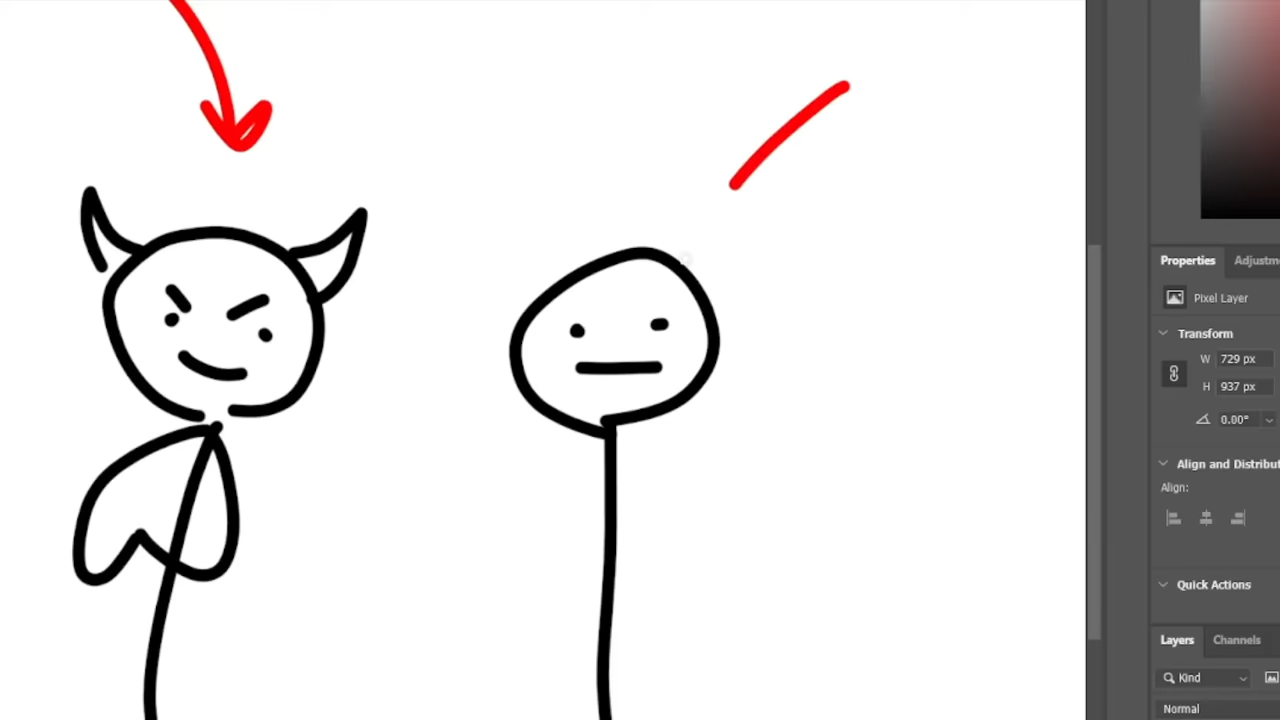 Properties Adjustm
Pixel Layer
Transform
W 729 px
H 937 px
0.00°
Align and Distribut
Align:
Quick Actions
Layers Channels
Kind
Normal